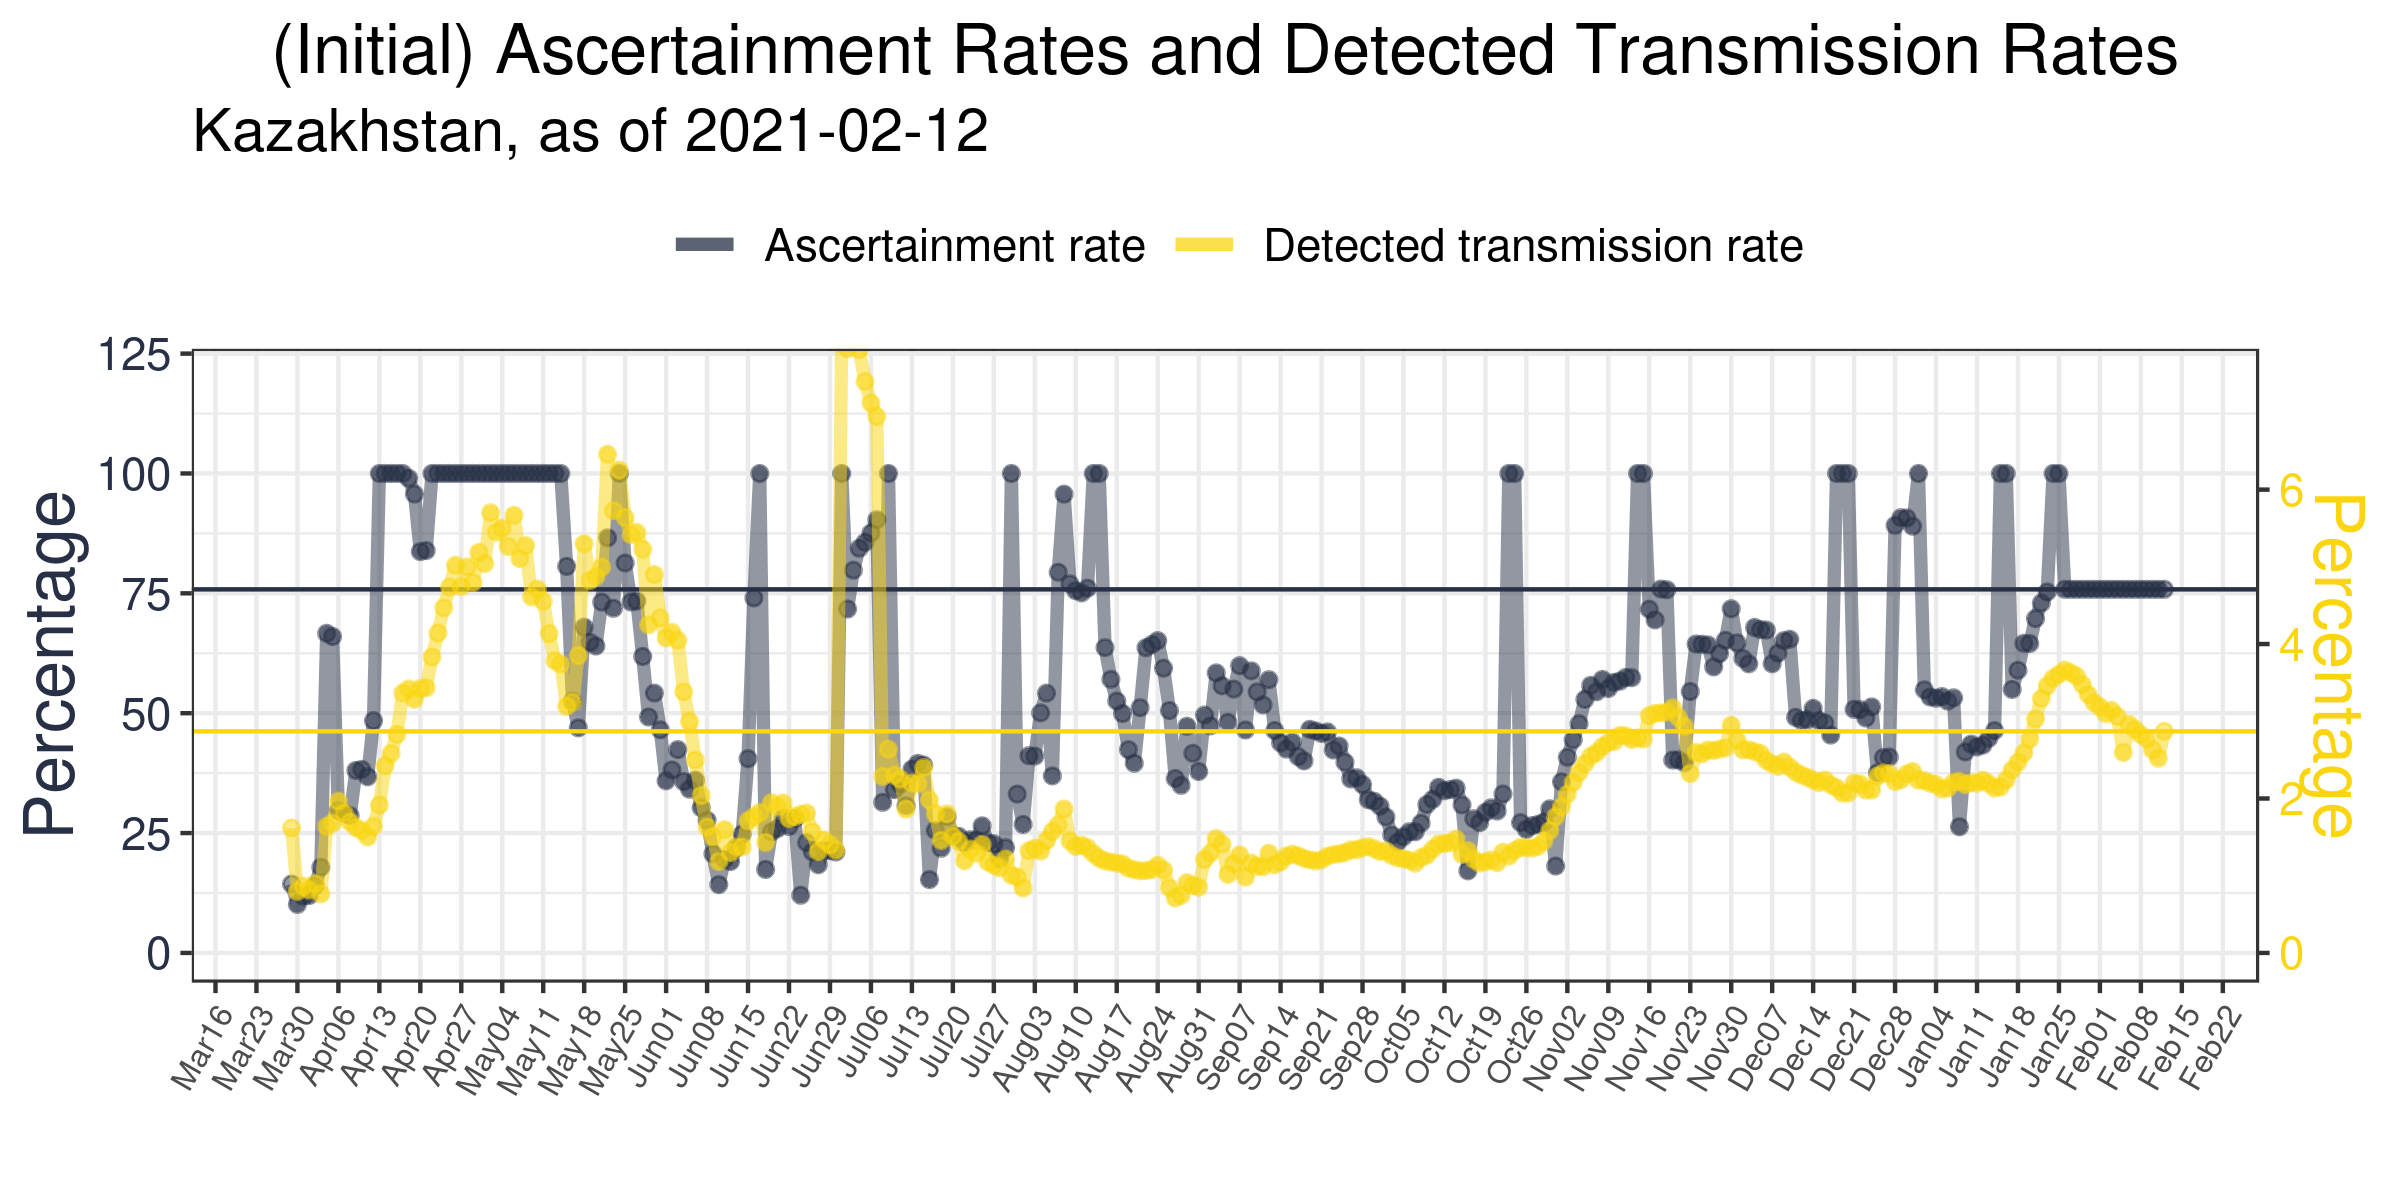 (Initial) Ascertainment Rates and Detected Transmission Rates
Kazakhstan, as of 2021-02-12
Ascertainment rate
Detected transmission rate
Percentage
125
100
75
50
25
0
6
4
2
0
Percentage
Mar16
Mar23
Mar30
Apr06
Apr13
Apr20
Apr27
May04
May11
May18
May25
Jun01
Jun08
Jun15
Jun22
Jun29
Jul06
Jul13
Jul20
Jul27
Aug03
Aug10
Aug17
Aug24
Aug31
Sep07
Sep14
Sep21
Sep28
Oct05
Oct12
Oct19
Oct26
Nov02
Nov09
Nov16
Nov23
Nov30
Dec07
Dec14
Dec21
Dec28
Jan04
Jan11
Jan18
Jan25
Feb01
Feb08
Feb15
Feb22